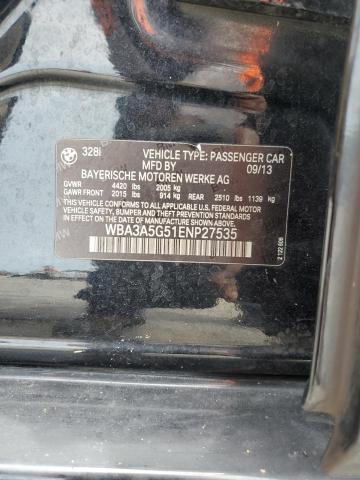 BMW
328i VEHICLE TYPE: PASSENGER CAR
MFD BY 09/13
BAYERISCHE MOTOREN WERKE AG
GVWR 4420 lbs 2005 kg
GAWR FRONT 2015 lbs 914 kg REAR 2510 lbs 1139 kg
THIS VEHICLE CONFORMS TO ALL APPLICABLE
U.S. FEDERAL MOTOR VEHICLE SAFETY, BUMPER,
AND THEFT PREVENTION STANDARDS IN EFFECT ON
THE DATE OF MANUFACTURE SHOWN ABOVE.
WBA3A5G51ENP27535